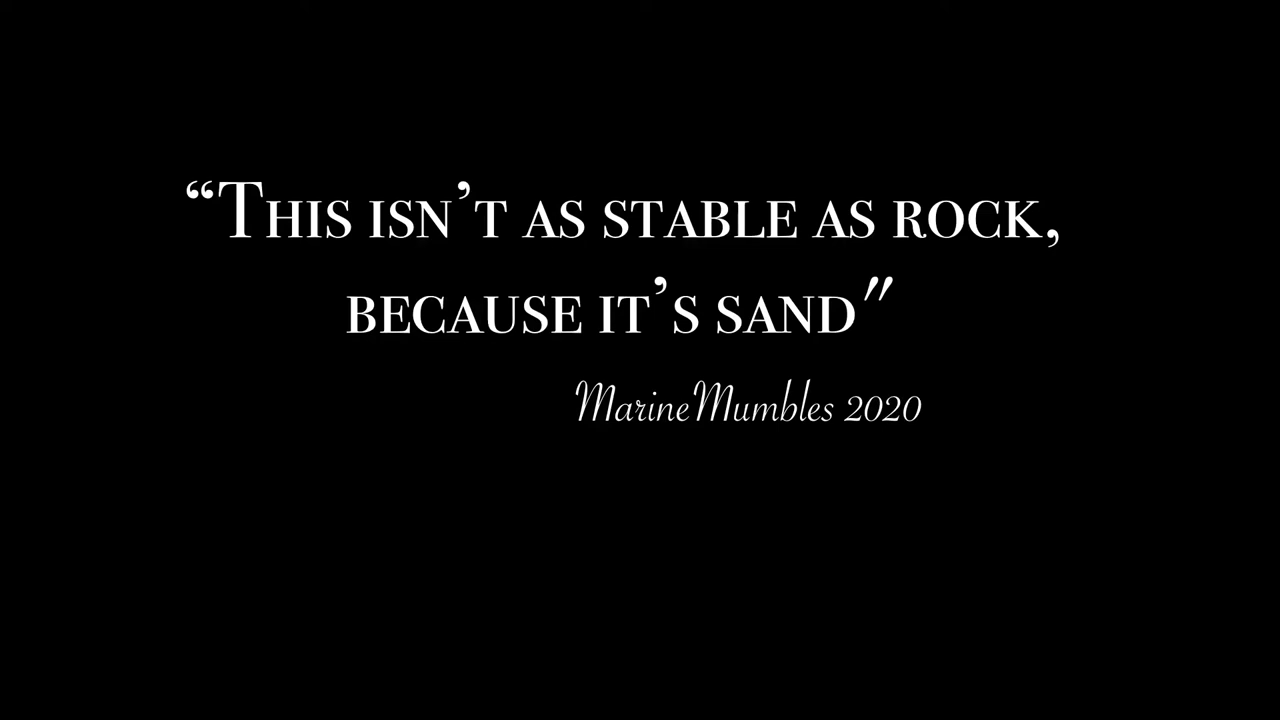 “This isn’t as stable as rock,
because it’s sand"
MarineMumbles 2020